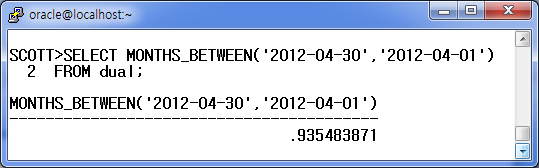 oracle@localhost:~
SCOTT>SELECT MONTHS_BETWEEN('2012-04-30','2012-04-01')
2 FROM dual;
MONTHS_BETWEEN('2012-04-30','2012-04-01')
-----------------------------------------
.935483871